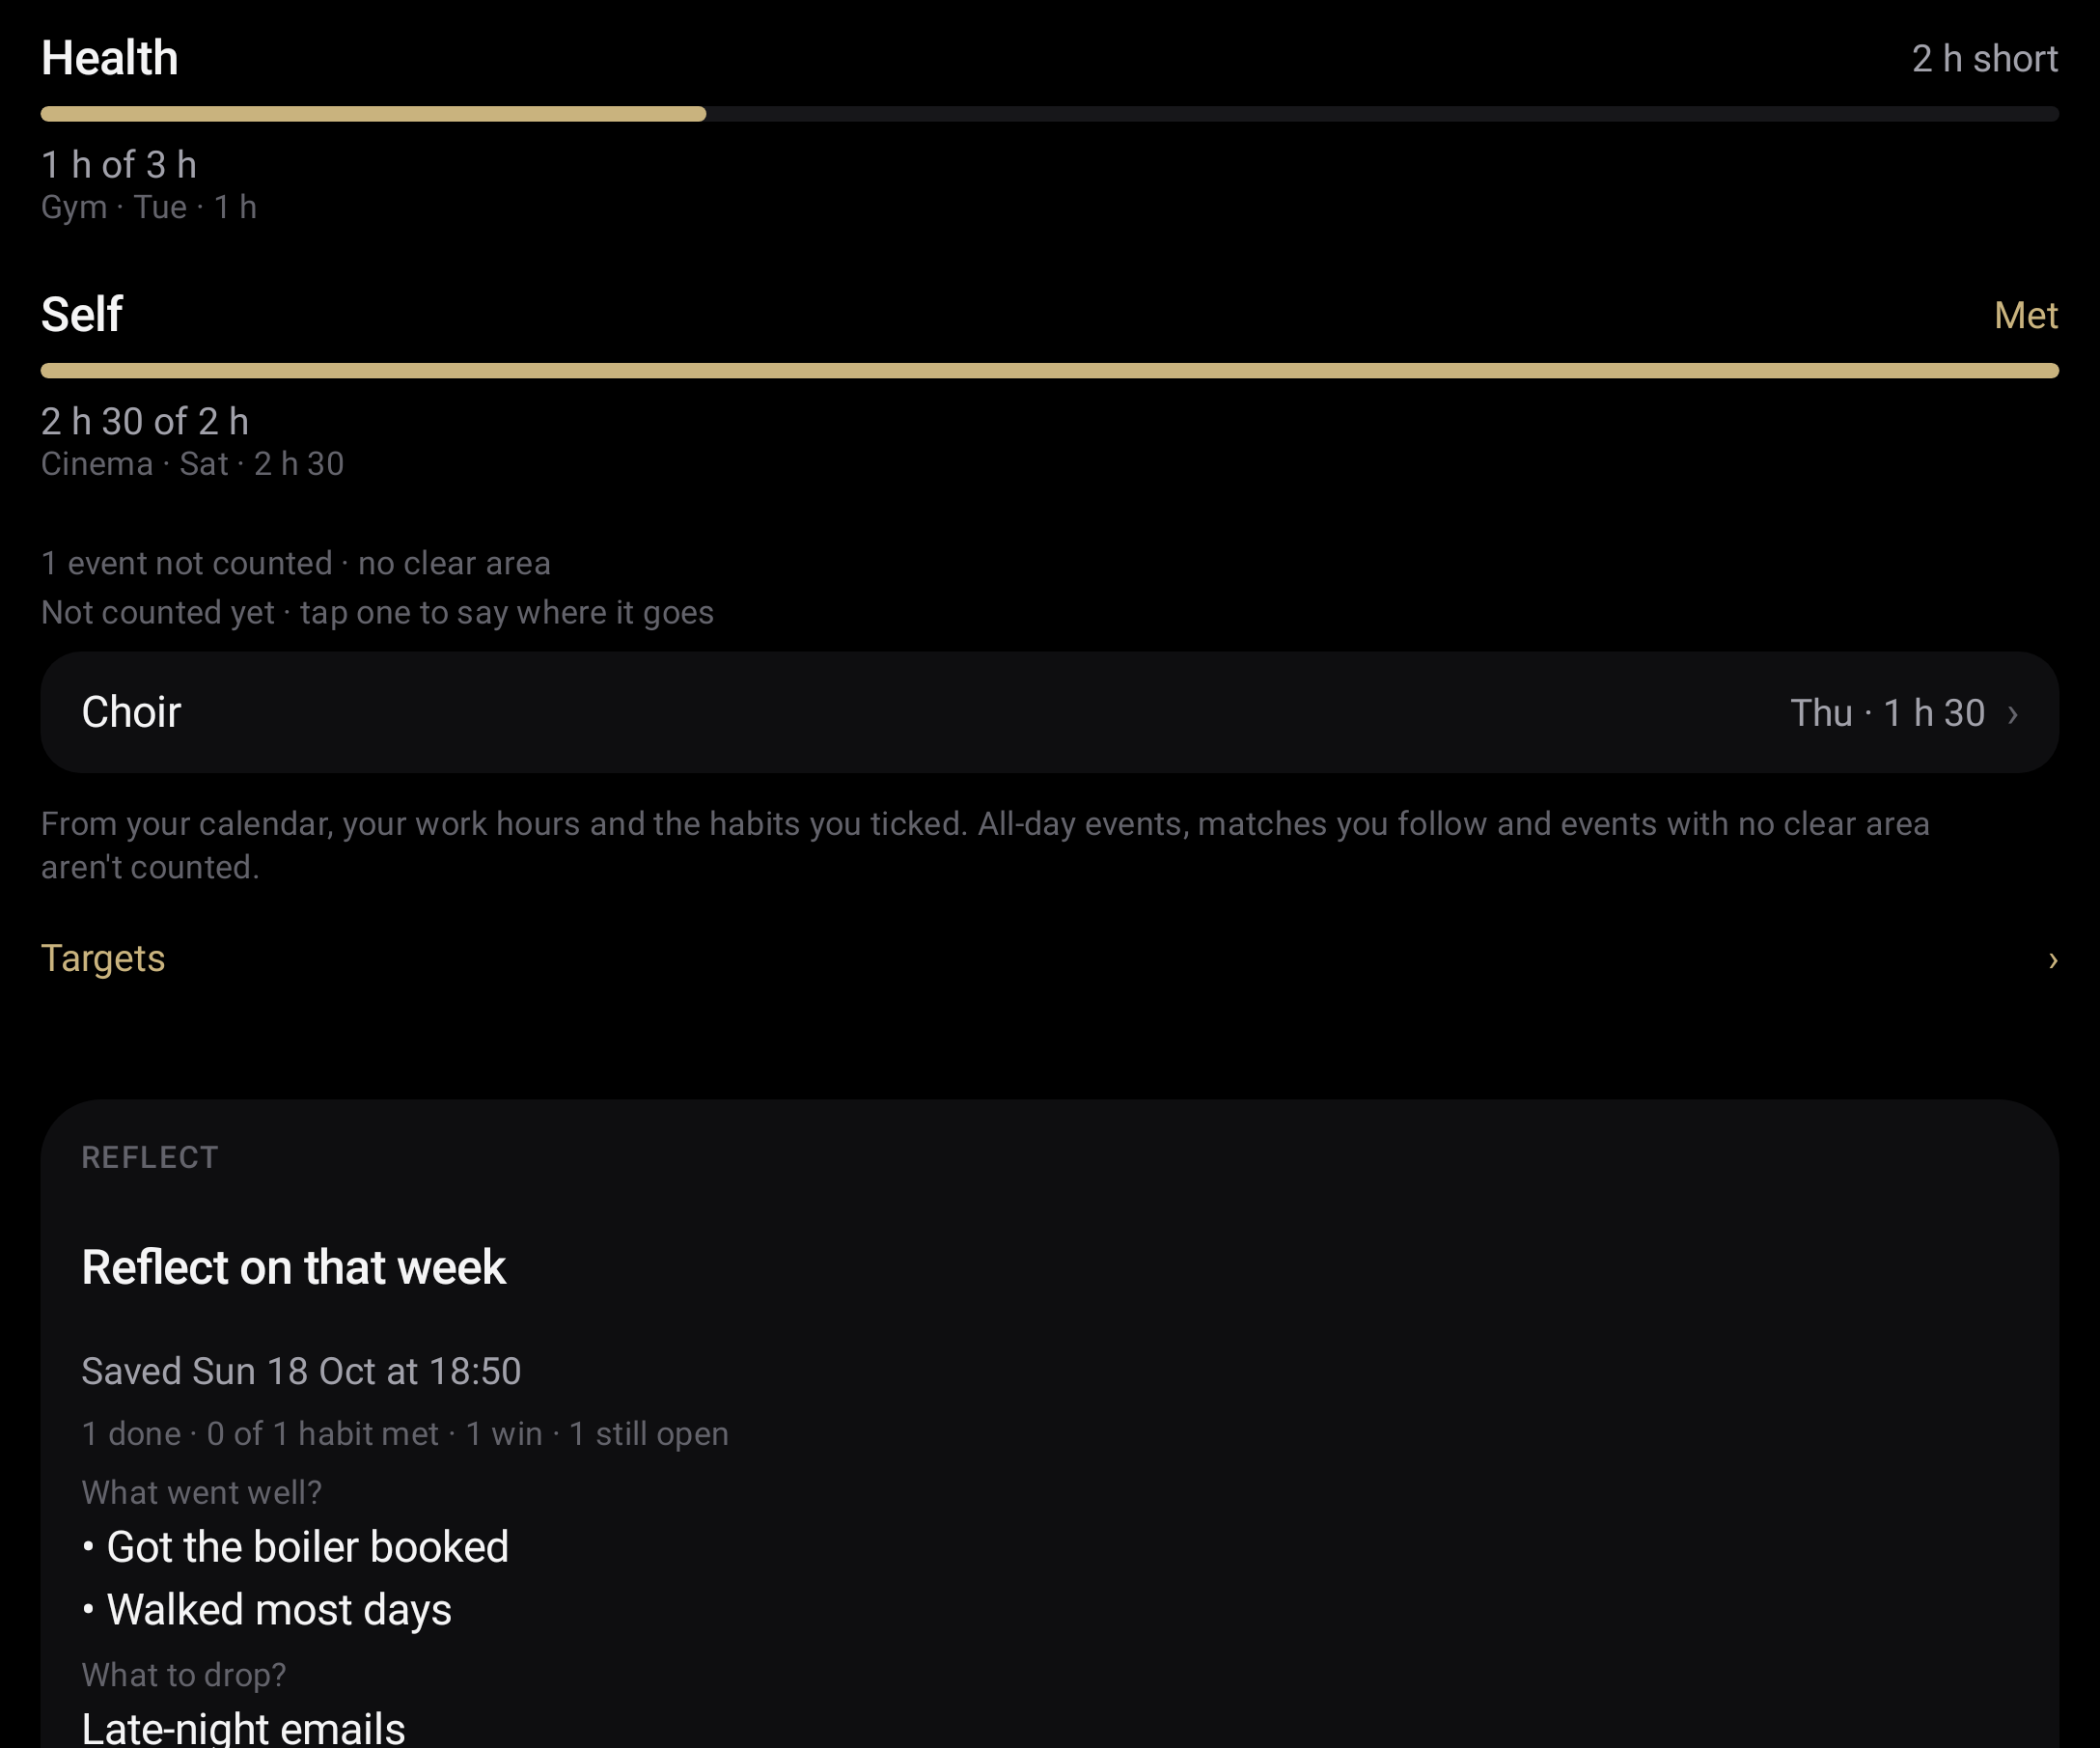 Health
2 h short
1 h of 3 h
Gym · Tue · 1 h
Self
Met
2 h 30 of 2 h
Cinema · Sat · 2 h 30
1 event not counted · no clear area
Not counted yet · tap one to say where it goes
Choir
Thu · 1 h 30 ›
From your calendar, your work hours and the habits you ticked. All-day events, matches you follow and events with no clear area
aren't counted.
Targets ›
REFLECT
Reflect on that week
Saved Sun 18 Oct at 18:50
1 done · 0 of 1 habit met · 1 win · 1 still open
What went well?
• Got the boiler booked
• Walked most days
What to drop?
Late-night emails